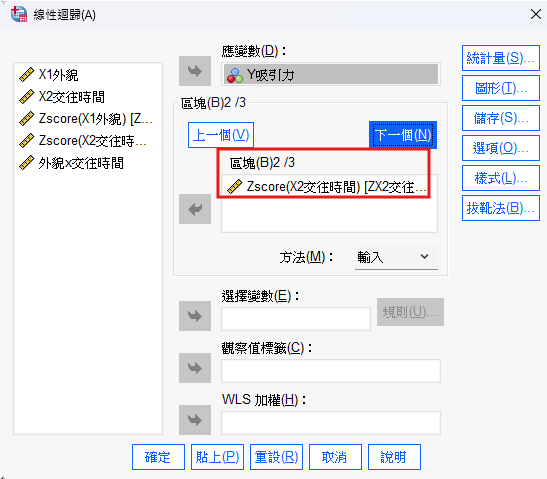 線性迴歸(A)
X1外貌
X2交往時間
Zscore(X1外貌) [Z...
Zscore(X2交往時...
外貌x交往時間
應變數(D)：
Y吸引力
區塊(B)2 /3
上一個(V)
下一個(N)
區塊(B)2 /3
Zscore(X2交往時間) [ZX2交往...
方法(M)：
輸入
選擇變數(E)：
規則(U)...
觀察值標籤(C)：
WLS 加權(H)：
統計量(S)...
圖形(T)...
儲存(S)...
選項(O)...
樣式(L)...
拔靴法(B)...
確定
貼上(P)
重設(R)
取消
說明